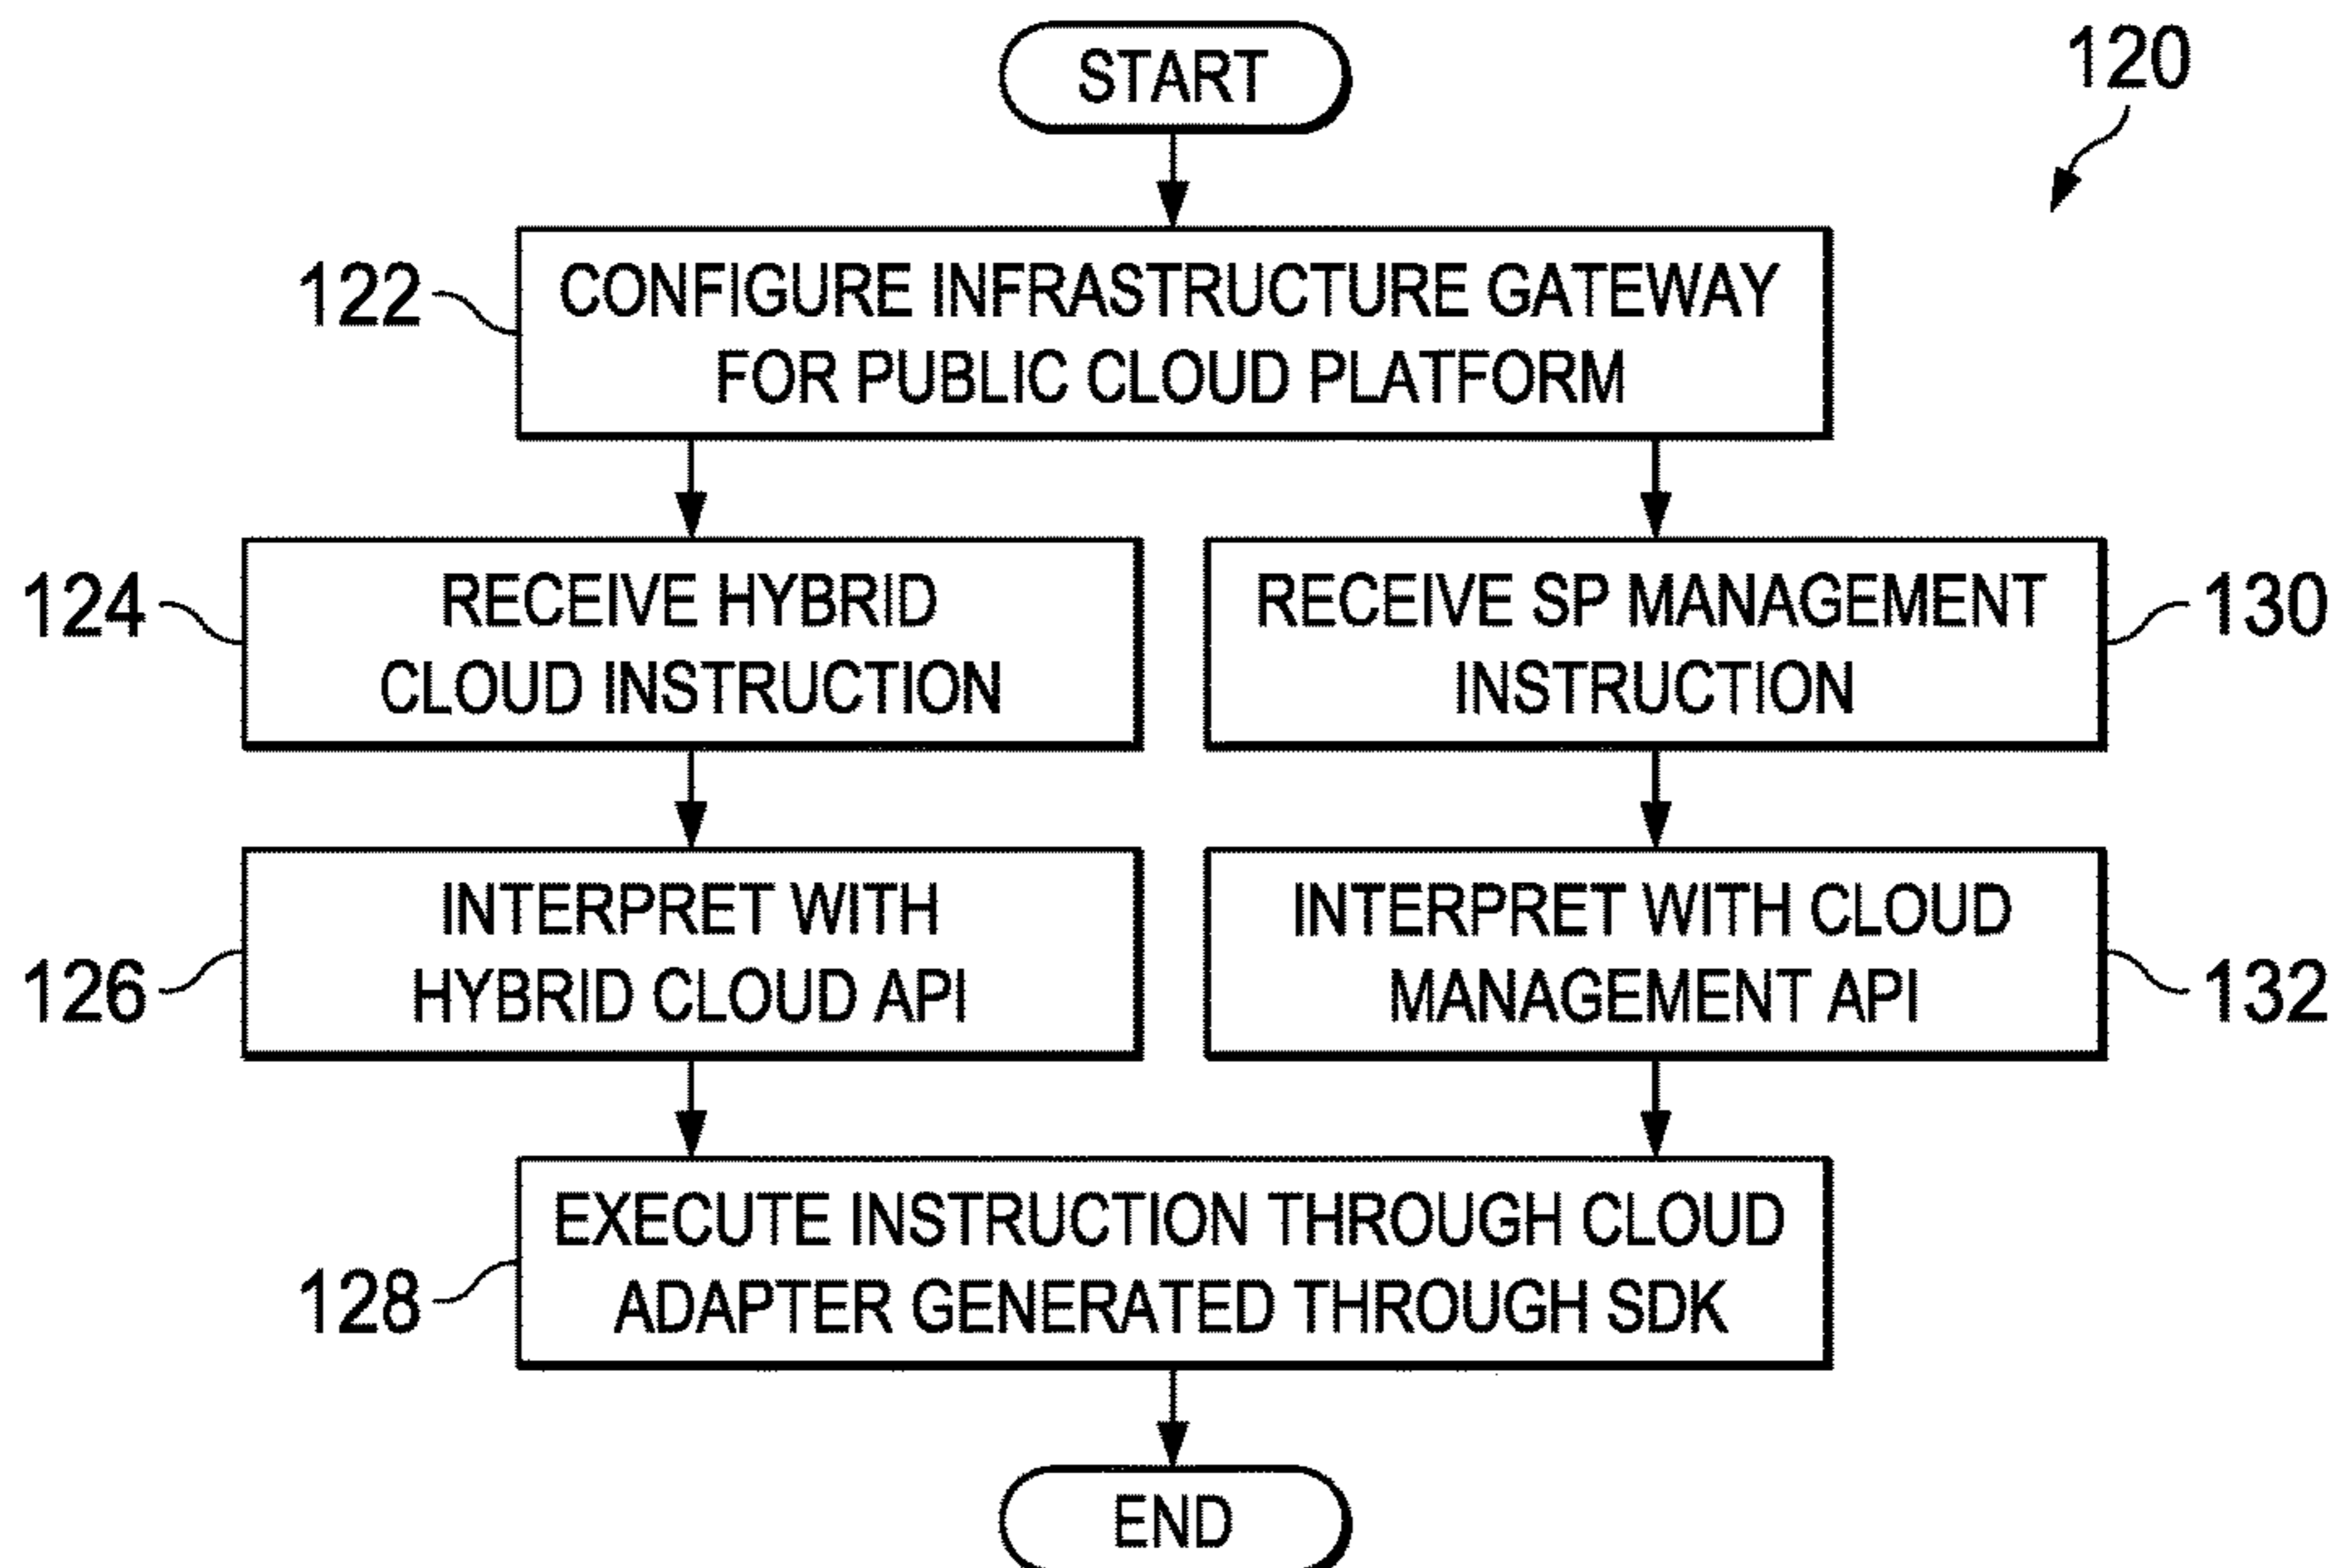 START
120
122
CONFIGURE INFRASTRUCTURE GATEWAY
FOR PUBLIC CLOUD PLATFORM
124
RECEIVE HYBRID
CLOUD INSTRUCTION
RECEIVE SP MANAGEMENT
INSTRUCTION
130
126
INTERPRET WITH
HYBRID CLOUD API
INTERPRET WITH CLOUD
MANAGEMENT API
132
128
EXECUTE INSTRUCTION THROUGH CLOUD
ADAPTER GENERATED THROUGH SDK
END